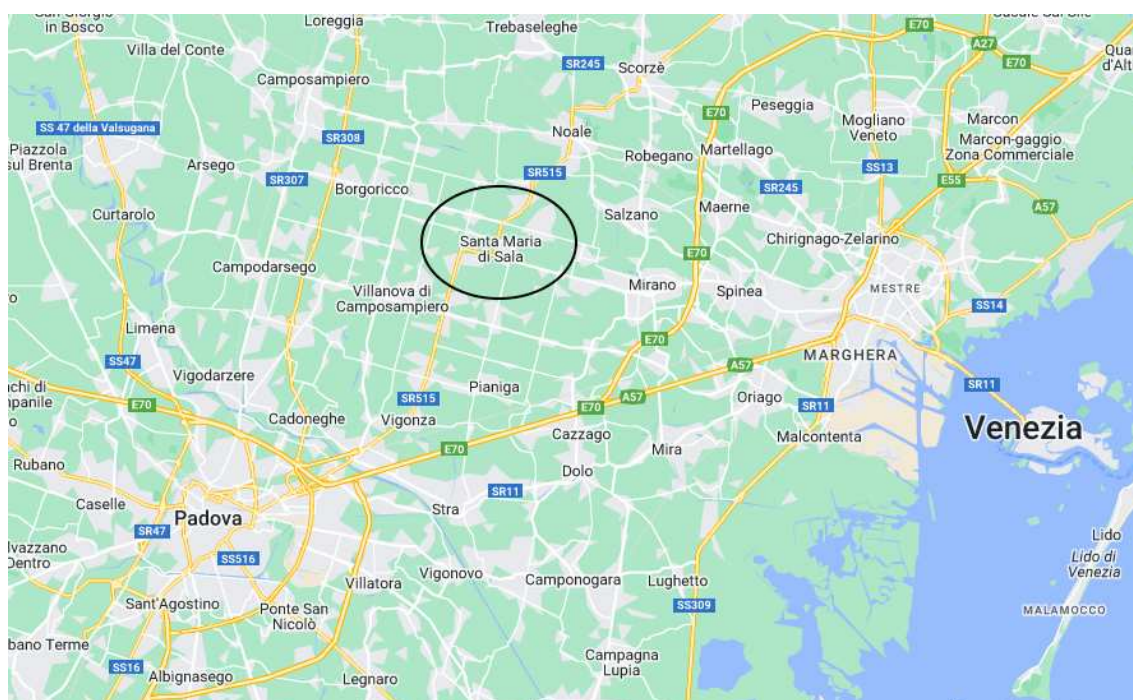 Loreggia
Trebaseleghe
in Bosco
Villa del Conte
E70
A27
E70
SR245
Scorzè
Camposampiero
E70
Peseggia
Mogliano
Veneto
Marcon
Marcon-gaggio
Zona Commerciale
SS 47 della Valsugana
SR308
Noale
Piazzola
sul Brenta
Arsego
SR307
Borgoricco
SR515
Robegano
Martellago
SS13
SR245
E55
A57
Curtarolo
Salzano
Maerne
Santa Maria
di Sala
Chirignago-Zelarino
E70
Campodarsego
Villanova di
Camposampiero
Mirano
Spinea
MESTRE
SS14
Limena
E70
MARGHERA
SS47
Vigodarzere
A57
SR11
Pianiga
E70
SR515
E70
A57
Oriago
SR11
Cadoneghe
Vigonza
Cazzago
Mira
Malcontenta
Venezia
E70
Rubano
Dolo
Caselle
SR11
Stra
Padova
SR47
Lido
SS516
Lido di
Venezia
Villatora
Vigonovo
Camponogara
Lughetto
SS309
Sant'Agostino
Ponte San
Nicolò
MALAMOCCO
SS16
Albignasego
Legnaro
Campagna
Lupia